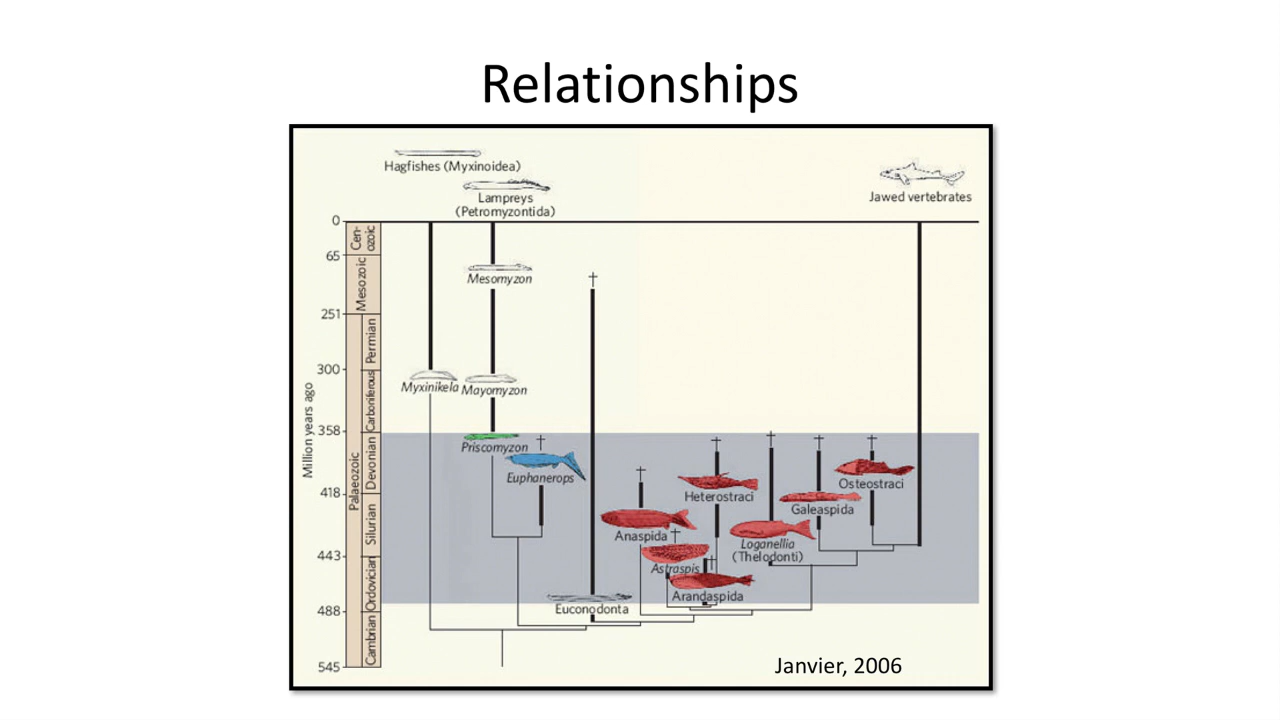 Relationships
Hagfishes (Myxinoidea)
Lampreys
(Petromyzontida)
Jawed vertebrates
0
65
251
300
358
418
443
488
545
Million years ago
Cen-
ozoic
Mesozoic
Palaeozoic
Permian
Carboniferous
Devonian
Silurian
Ordovician
Cambrian
Mesomyzon
†
Myxinikela
Mayomyzon
Priscomyzon
†
Euphanerops
†
Anaspida
†
Heterostraci
†
Loganellia
(Thelodonti)
†
Galeaspida
†
Osteostraci
†
Astraspis
†
Arandaspida
Euconodonta
Janvier, 2006